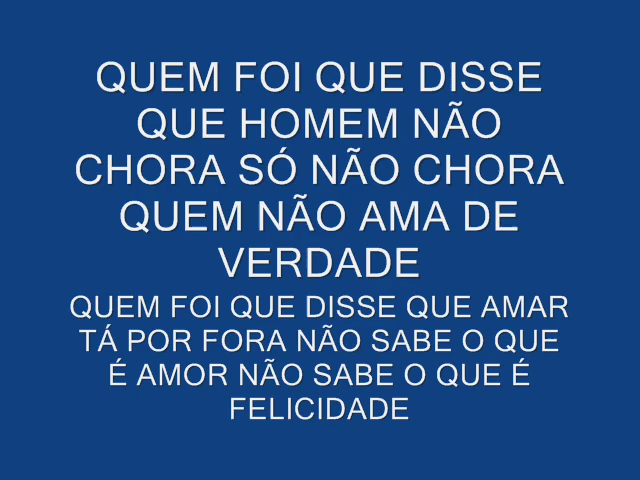 QUEM FOI QUE DISSE
QUE HOMEM NÃO
CHORA SÓ NÃO CHORA
QUEM NÃO AMA DE
VERDADE
QUEM FOI QUE DISSE QUE AMAR
TÁ POR FORA NÃO SABE O QUE
É AMOR NÃO SABE O QUE É
FELICIDADE